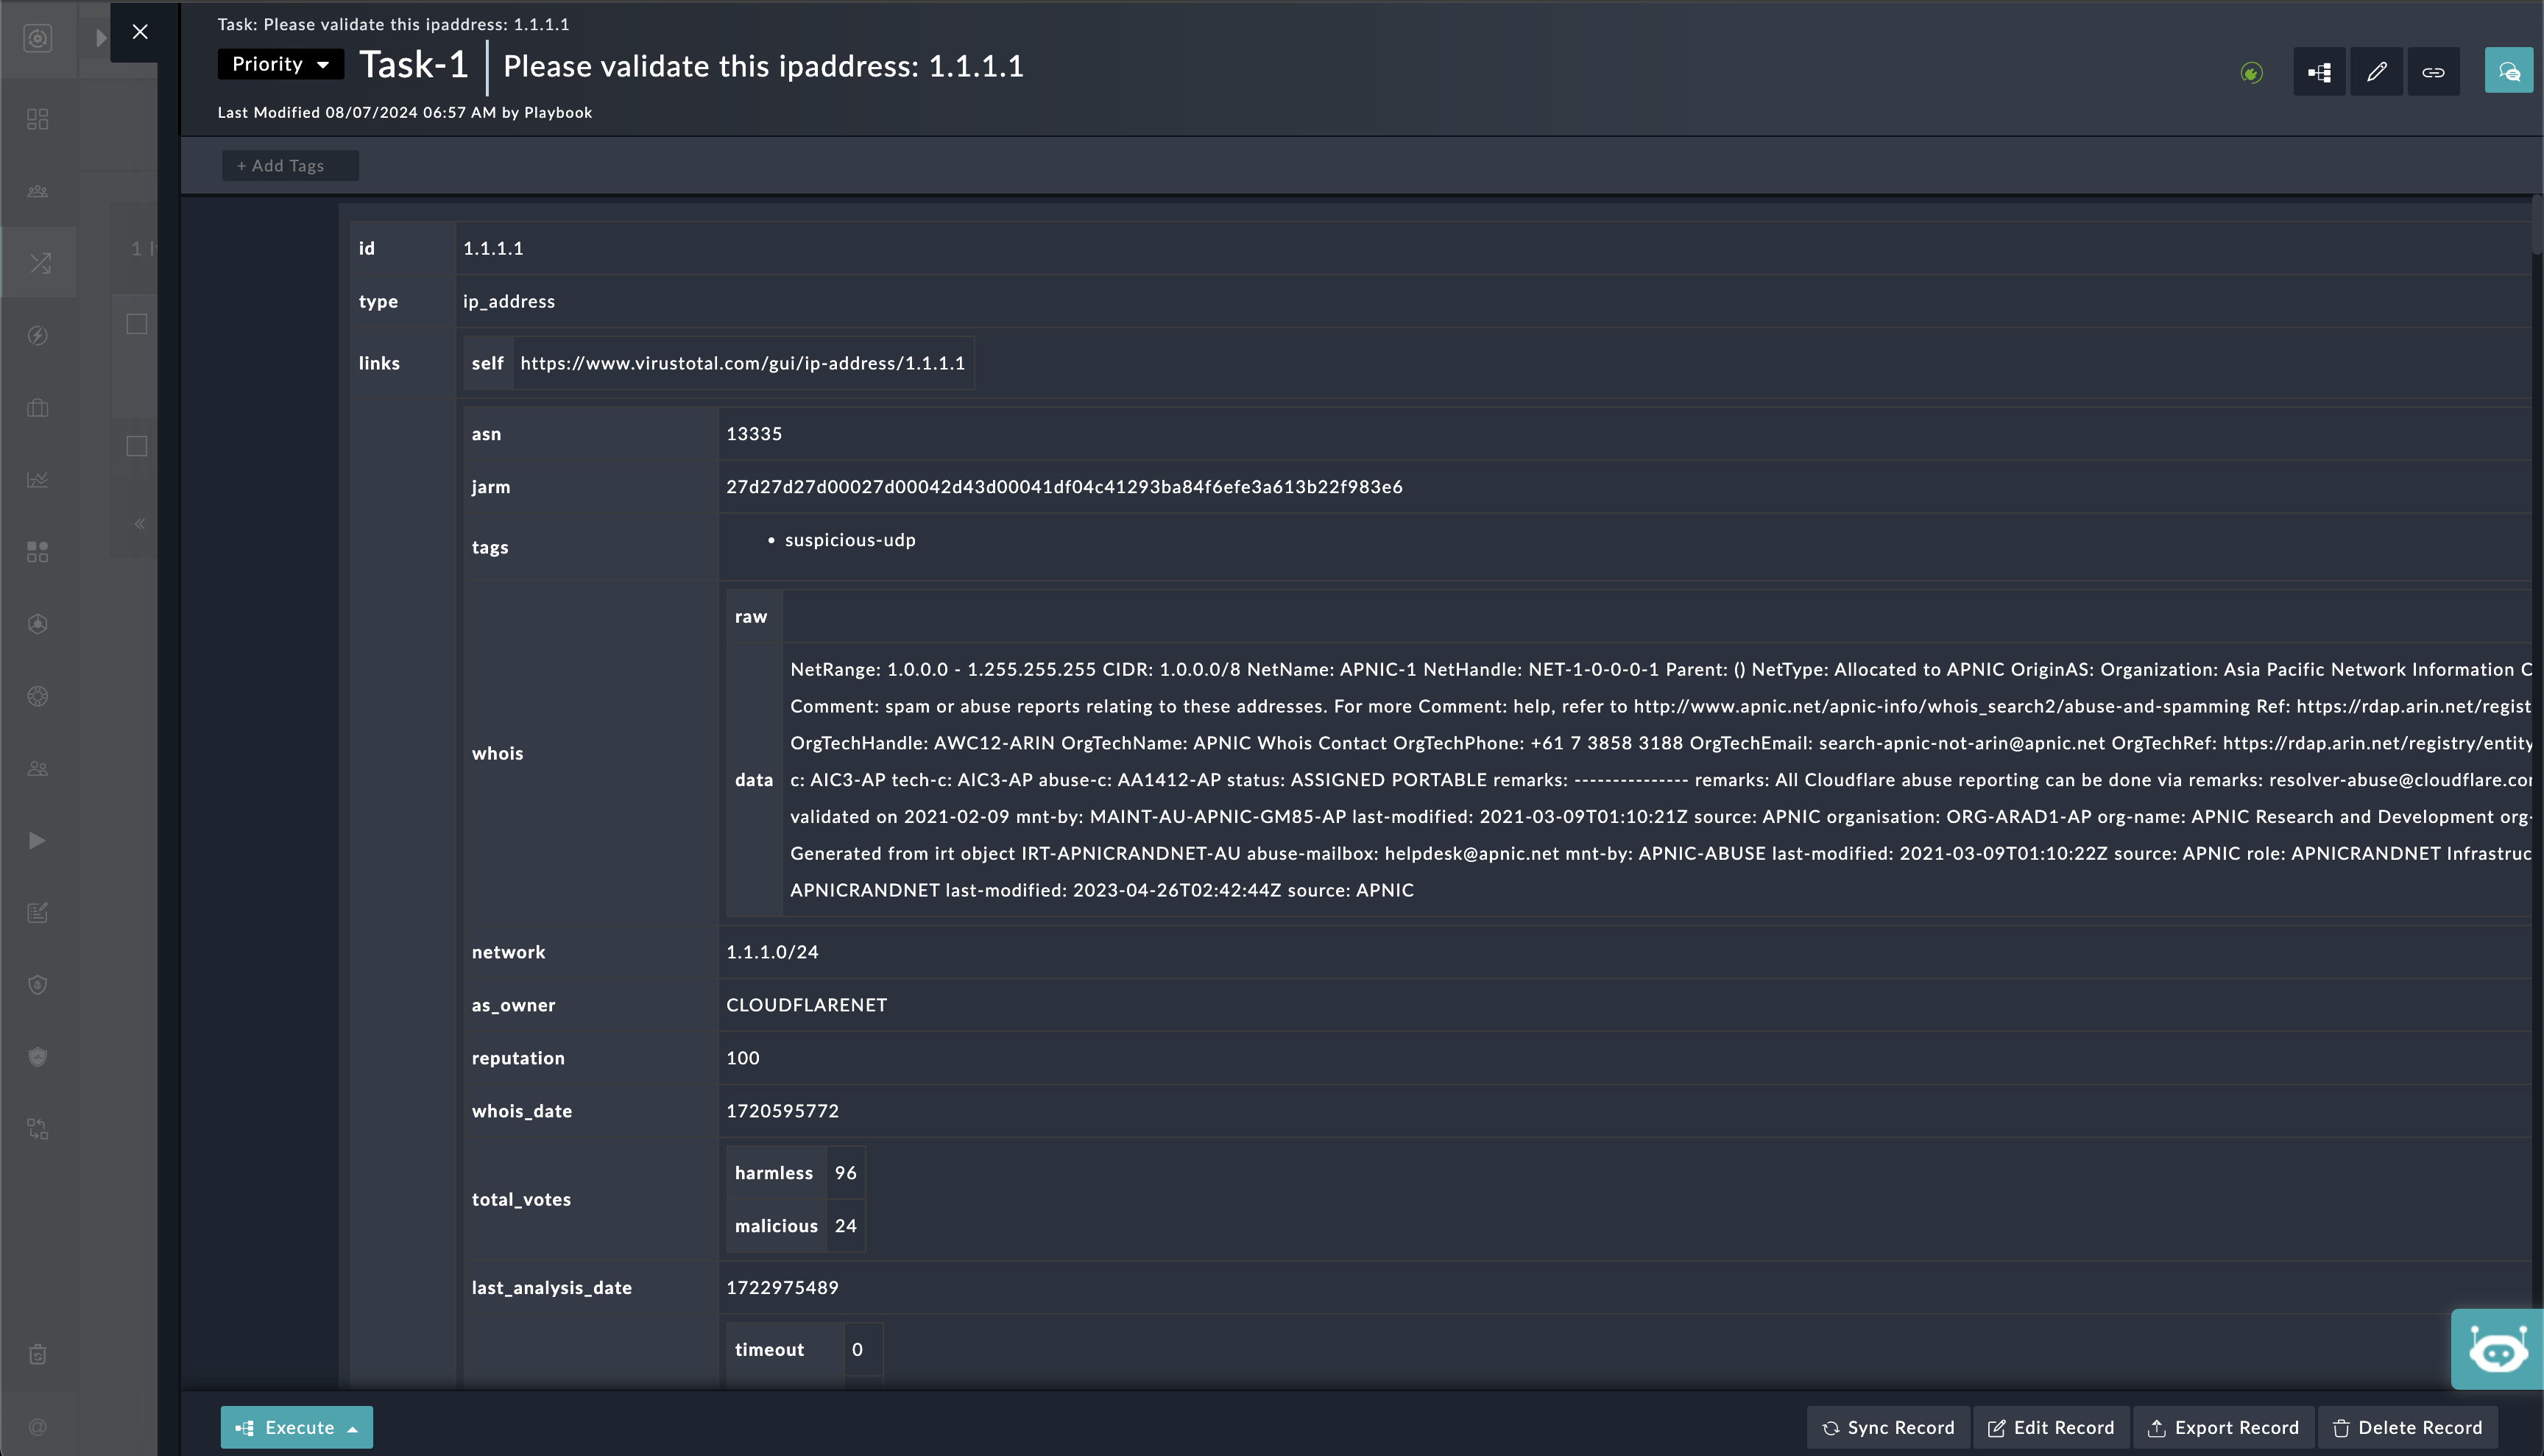 Task: Please validate this ipaddress: 1.1.1.1
Priority
Task-1
Please validate this ipaddress: 1.1.1.1
Last Modified 08/07/2024 06:57 AM by Playbook
+ Add Tags
id 1.1.1.1
type ip_address
links self https://www.virustotal.com/gui/ip-address/1.1.1.1
asn 13335
jarm 27d27d27d00027d00042d43d00041df04c41293ba84f6efe3a613b22f983e6
tags • suspicious-udp
whois
raw
data
NetRange: 1.0.0.0 - 1.255.255.255 CIDR: 1.0.0.0/8 NetName: APNIC-1 NetHandle: NET-1-0-0-0-1 Parent: () NetType: Allocated to APNIC OriginAS: Organization: Asia Pacific Network Information C
Comment: spam or abuse reports relating to these addresses. For more Comment: help, refer to http://www.apnic.net/apnic-info/whois_search2/abuse-and-spamming Ref: https://rdap.arin.net/regist
OrgTechHandle: AWC12-ARIN OrgTechName: APNIC Whois Contact OrgTechPhone: +61 7 3858 3188 OrgTechEmail: search-apnic-not-arin@apnic.net OrgTechRef: https://rdap.arin.net/registry/entity
c: AIC3-AP tech-c: AIC3-AP abuse-c: AA1412-AP status: ASSIGNED PORTABLE remarks: --------------- remarks: All Cloudflare abuse reporting can be done via remarks: resolver-abuse@cloudflare.co
validated on 2021-02-09 mnt-by: MAINT-AU-APNIC-GM85-AP last-modified: 2021-03-09T01:10:21Z source: APNIC organisation: ORG-ARAD1-AP org-name: APNIC Research and Development org-
Generated from irt object IRT-APNICRANDNET-AU abuse-mailbox: helpdesk@apnic.net mnt-by: APNIC-ABUSE last-modified: 2021-03-09T01:10:22Z source: APNIC role: APNICRANDNET Infrastruc
APNICRANDNET last-modified: 2023-04-26T02:42:44Z source: APNIC
network 1.1.1.0/24
as_owner CLOUDFLARENET
reputation 100
whois_date 1720595772
total_votes
harmless 96
malicious 24
last_analysis_date 1722975489
timeout 0
Execute
Sync Record
Edit Record
Export Record
Delete Record